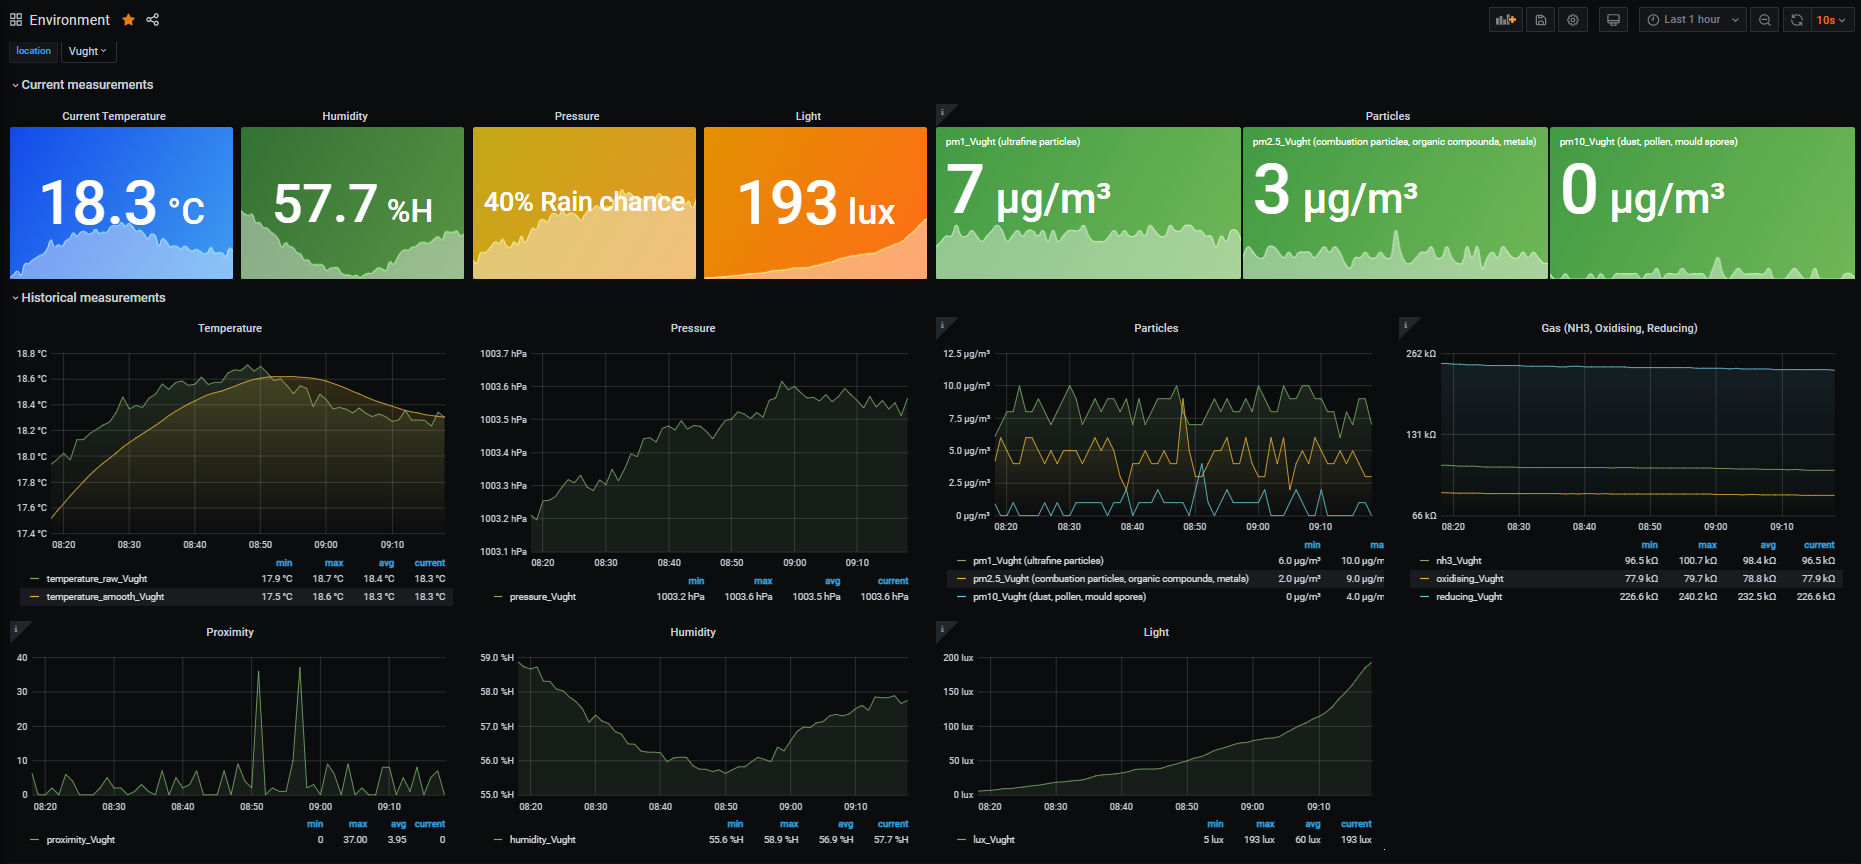 Environment
Last 1 hour
10s
location
Vught
Current measurements
Current Temperature
18.3 °C
Humidity
57.7 %H
Pressure
40% Rain chance
Light
193 lux
i
Particles
pm1_Vught (ultrafine particles)
7 µg/m³
pm2.5_Vught (combustion particles, organic compounds, metals)
3 µg/m³
pm10_Vught (dust, pollen, mould spores)
0 µg/m³
Historical measurements
Temperature
18.8 °C
18.6 °C
18.4 °C
18.2 °C
18.0 °C
17.8 °C
17.6 °C
17.4 °C
08:20 08:30 08:40 08:50 09:00 09:10
min max avg current
temperature_raw_Vught 17.9 °C 18.7 °C 18.4 °C 18.3 °C
temperature_smooth_Vught 17.5 °C 18.6 °C 18.3 °C 18.3 °C
Pressure
1003.7 hPa
1003.6 hPa
1003.5 hPa
1003.4 hPa
1003.3 hPa
1003.2 hPa
1003.1 hPa
08:20 08:30 08:40 08:50 09:00 09:10
min max avg current
pressure_Vught 1003.2 hPa 1003.6 hPa 1003.5 hPa 1003.6 hPa
i
Particles
12.5 µg/m³
10.0 µg/m³
7.5 µg/m³
5.0 µg/m³
2.5 µg/m³
0 µg/m³
08:20 08:30 08:40 08:50 09:00 09:10
min ma
pm1_Vught (ultrafine particles) 6.0 µg/m³ 10.0 µg/m
pm2.5_Vught (combustion particles, organic compounds, metals) 2.0 µg/m³ 9.0 µg/m
pm10_Vught (dust, pollen, mould spores) 0 µg/m³ 4.0 µg/m
i
Gas (NH3, Oxidising, Reducing)
262 kΩ
131 kΩ
66 kΩ
08:20 08:30 08:40 08:50 09:00 09:10
min max avg current
nh3_Vught 96.5 kΩ 100.7 kΩ 98.4 kΩ 96.5 kΩ
oxidising_Vught 77.9 kΩ 79.7 kΩ 78.8 kΩ 77.9 kΩ
reducing_Vught 226.6 kΩ 240.2 kΩ 232.5 kΩ 226.6 kΩ
i
Proximity
40
30
20
10
0
08:20 08:30 08:40 08:50 09:00 09:10
min max avg current
proximity_Vught 0 37.00 3.95 0
Humidity
59.0 %H
58.0 %H
57.0 %H
56.0 %H
55.0 %H
08:20 08:30 08:40 08:50 09:00 09:10
min max avg current
humidity_Vught 55.6 %H 58.9 %H 56.9 %H 57.7 %H
i
Light
200 lux
150 lux
100 lux
50 lux
0 lux
08:20 08:30 08:40 08:50 09:00 09:10
min max avg current
lux_Vught 5 lux 193 lux 60 lux 193 lux